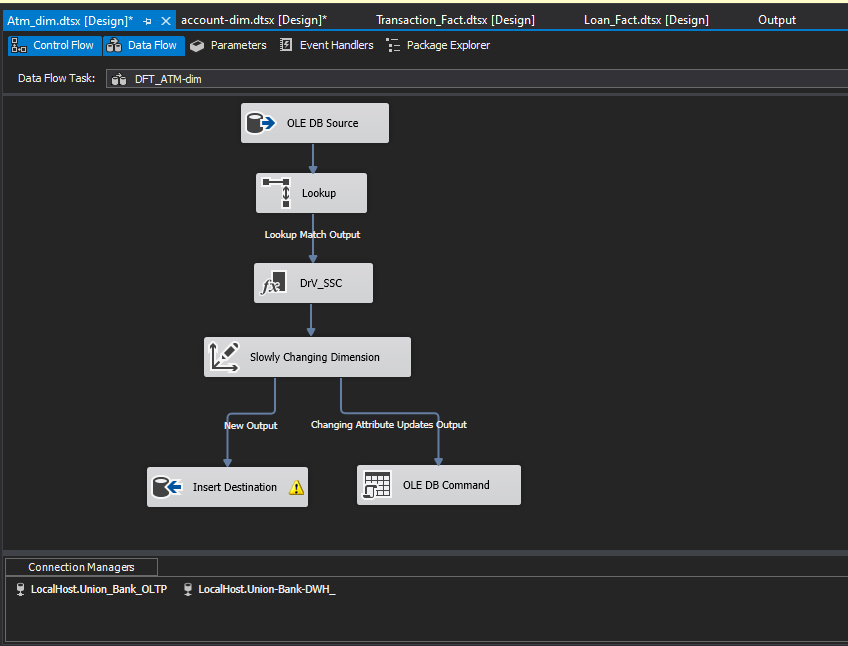 Atm_dim.dtsx [Design]* account-dim.dtsx [Design]* Transaction_Fact.dtsx [Design] Loan_Fact.dtsx [Design] Output
Control Flow Data Flow Parameters Event Handlers Package Explorer
Data Flow Task: DFT_ATM-dim
OLE DB Source
Lookup
Lookup Match Output
DrV_SSC
Slowly Changing Dimension
New Output Changing Attribute Updates Output
Insert Destination OLE DB Command
Connection Managers
LocalHost.Union_Bank_OLTP LocalHost.Union-Bank-DWH_